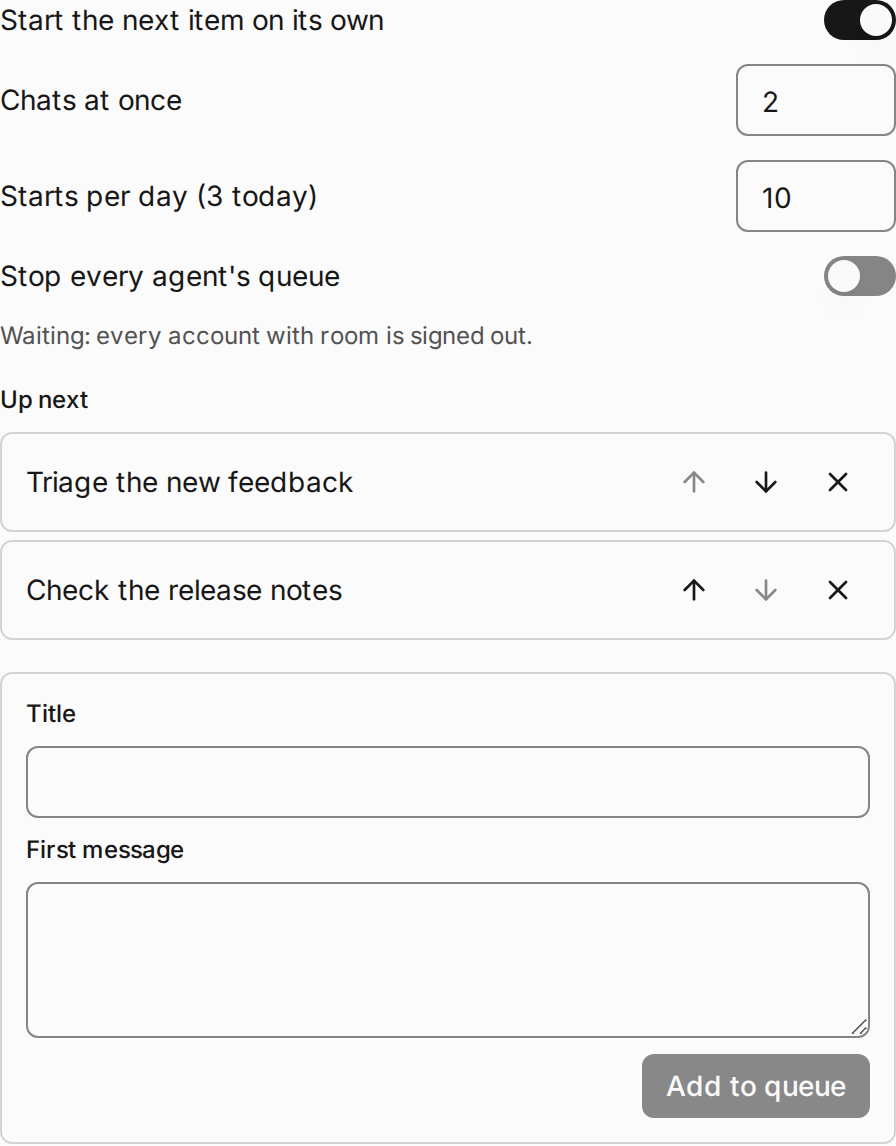 Start the next item on its own
Chats at once
2
Starts per day (3 today)
10
Stop every agent's queue
Waiting: every account with room is signed out.
Up next
Triage the new feedback
Check the release notes
Title
First message
Add to queue